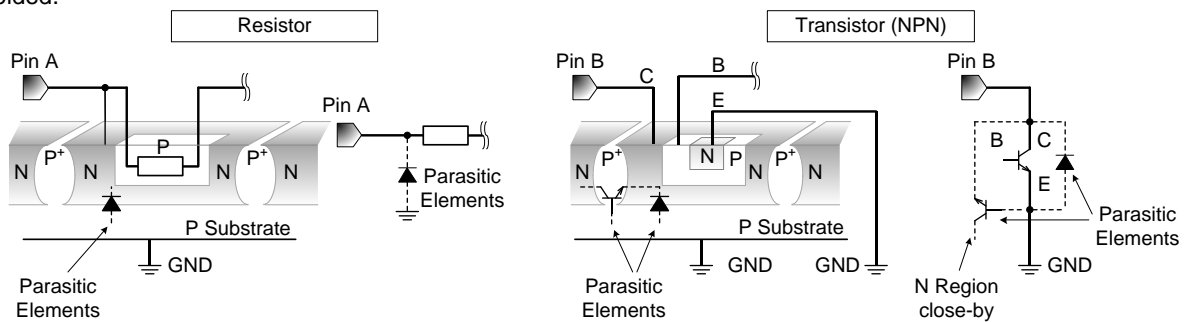 Resistor
Pin A
N
P+
N
P
N
P+
N
P Substrate
GND
Parasitic
Elements
Pin A
Parasitic
Elements
Transistor (NPN)
Pin B
C
B
E
N
P+
N
N
P
N
P+
N
P Substrate
GND
GND
Parasitic
Elements
Pin B
B
C
E
Parasitic
Elements
GND
N Region
close-by